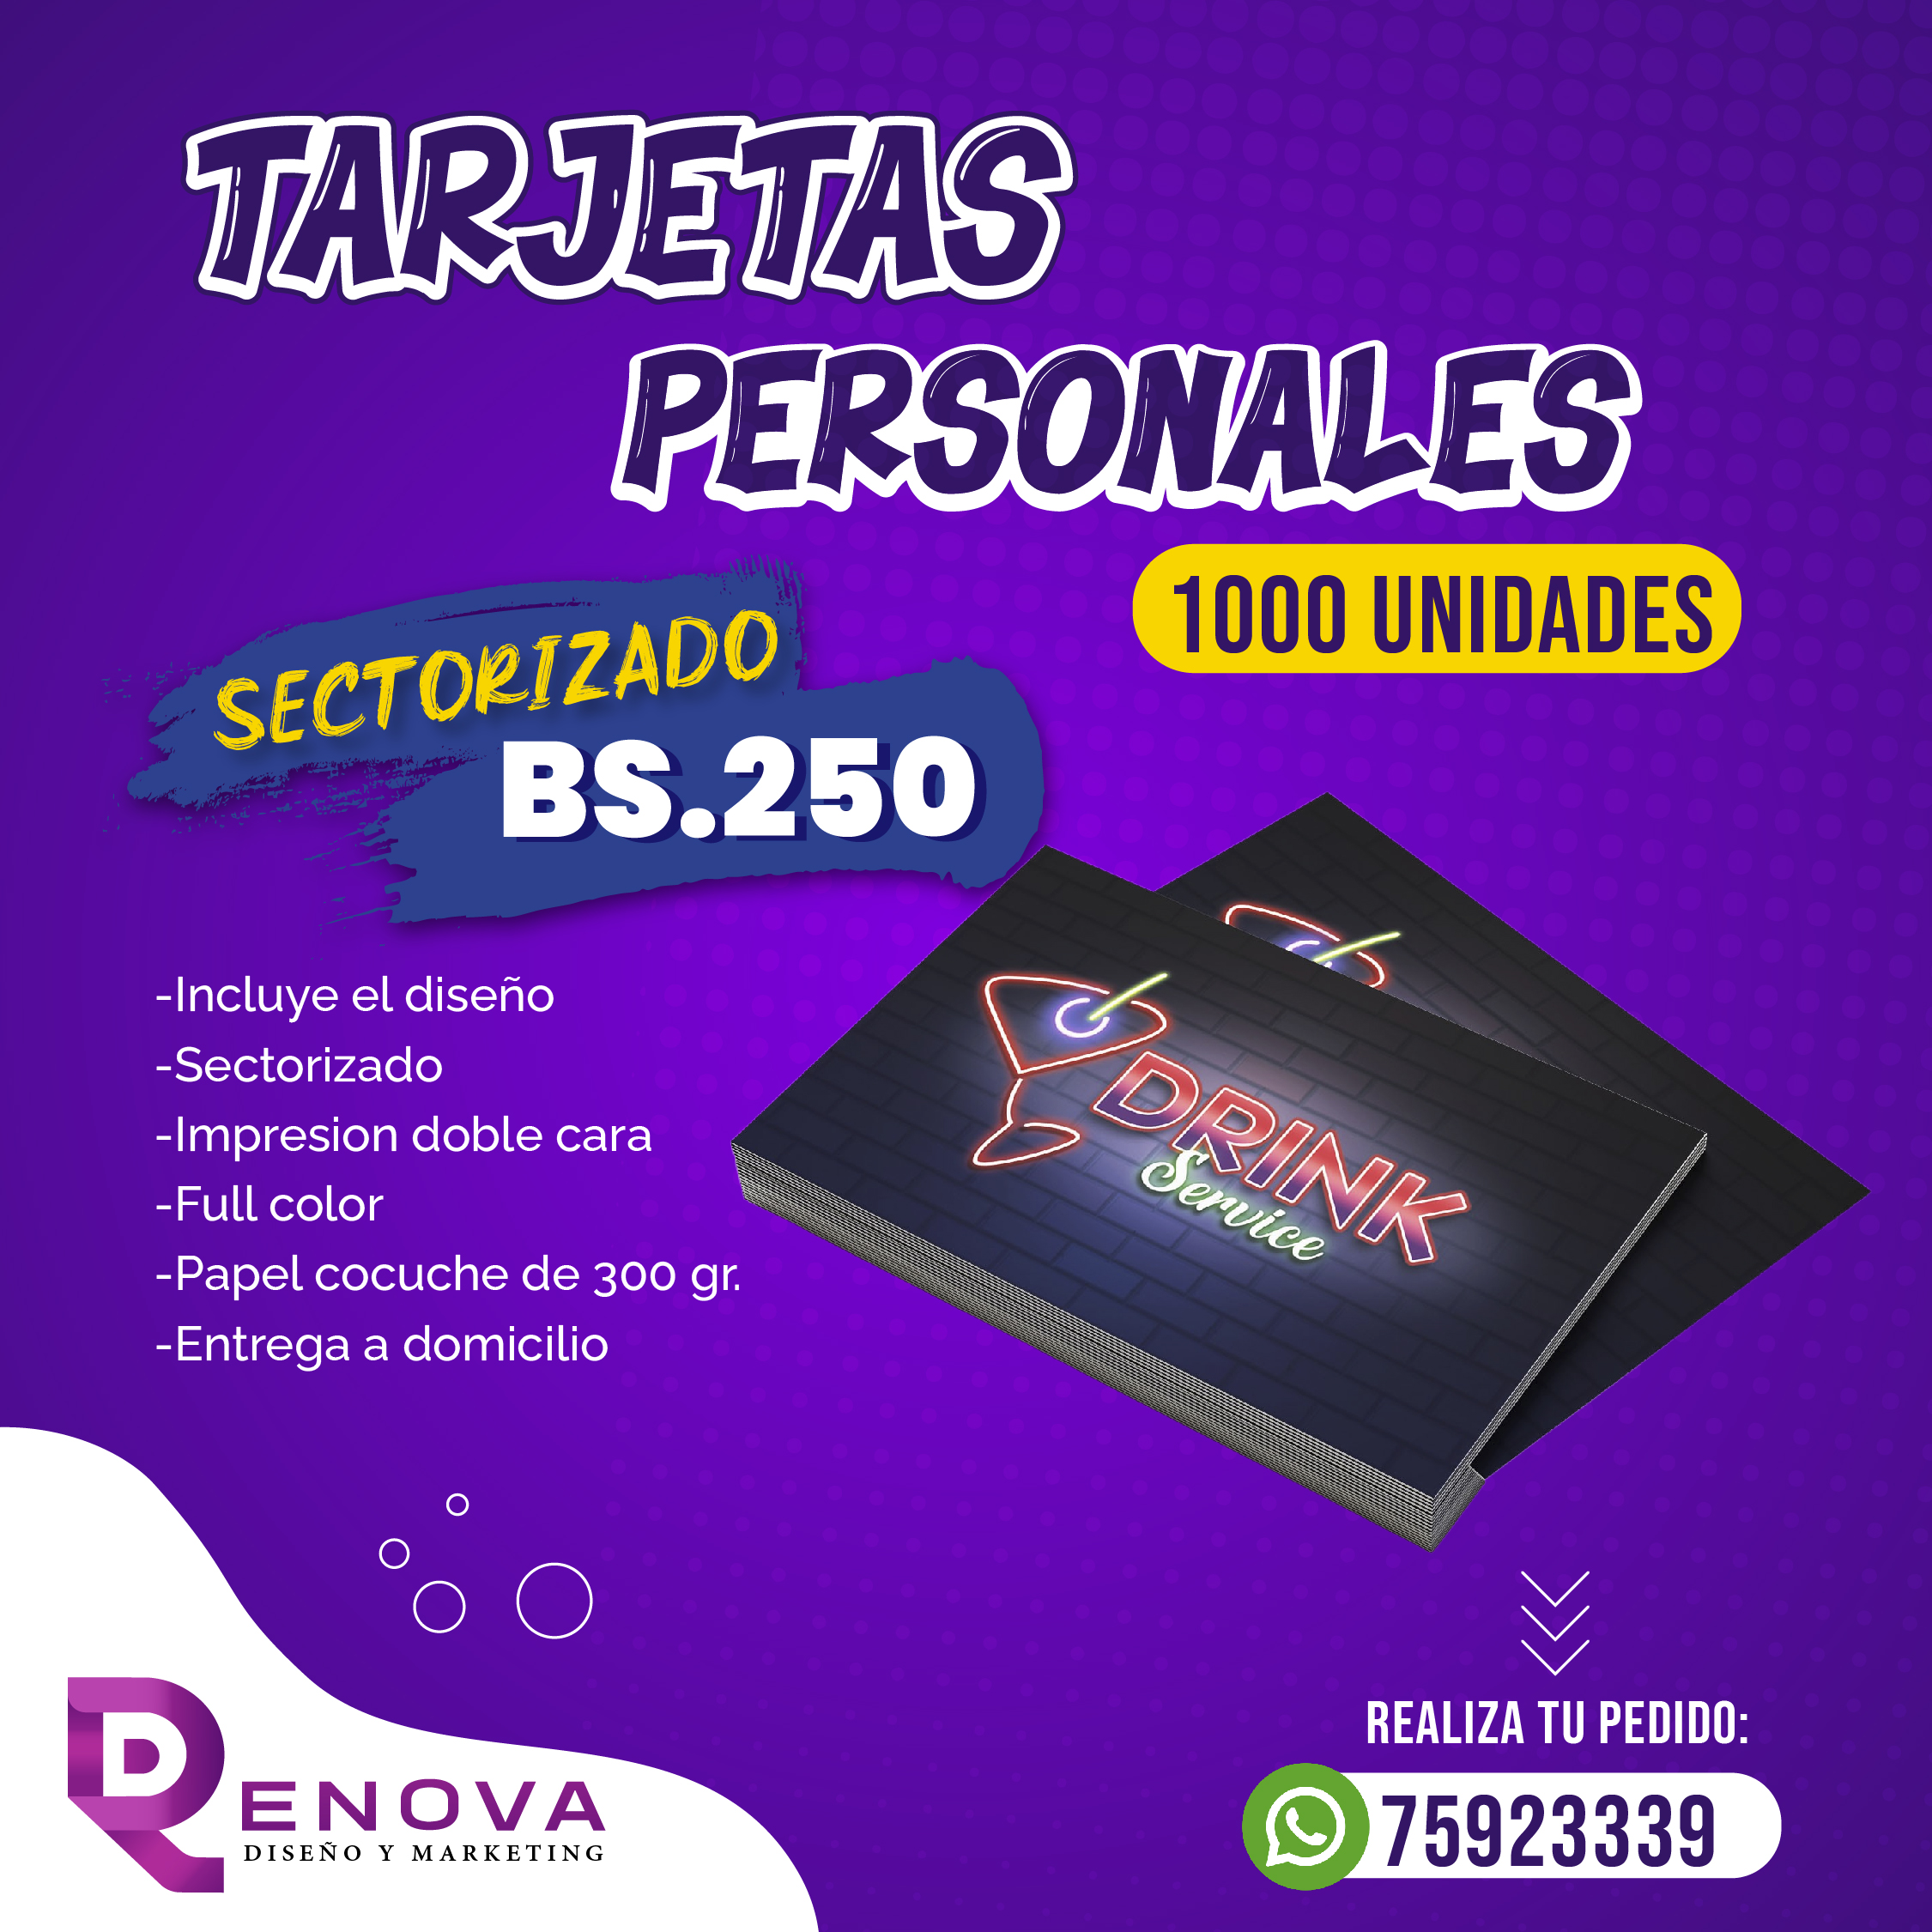 TARJETAS
PERSONALES
1000 UNIDADES
SECTORIZADO
BS.250
-Incluye el diseño
-Sectorizado
-Impresion doble cara
-Full color
-Papel cocuche de 300 gr.
-Entrega a domicilio
DRINK
Service
REALIZA TU PEDIDO:
75923339
RENOVA
DISEÑO Y MARKETING